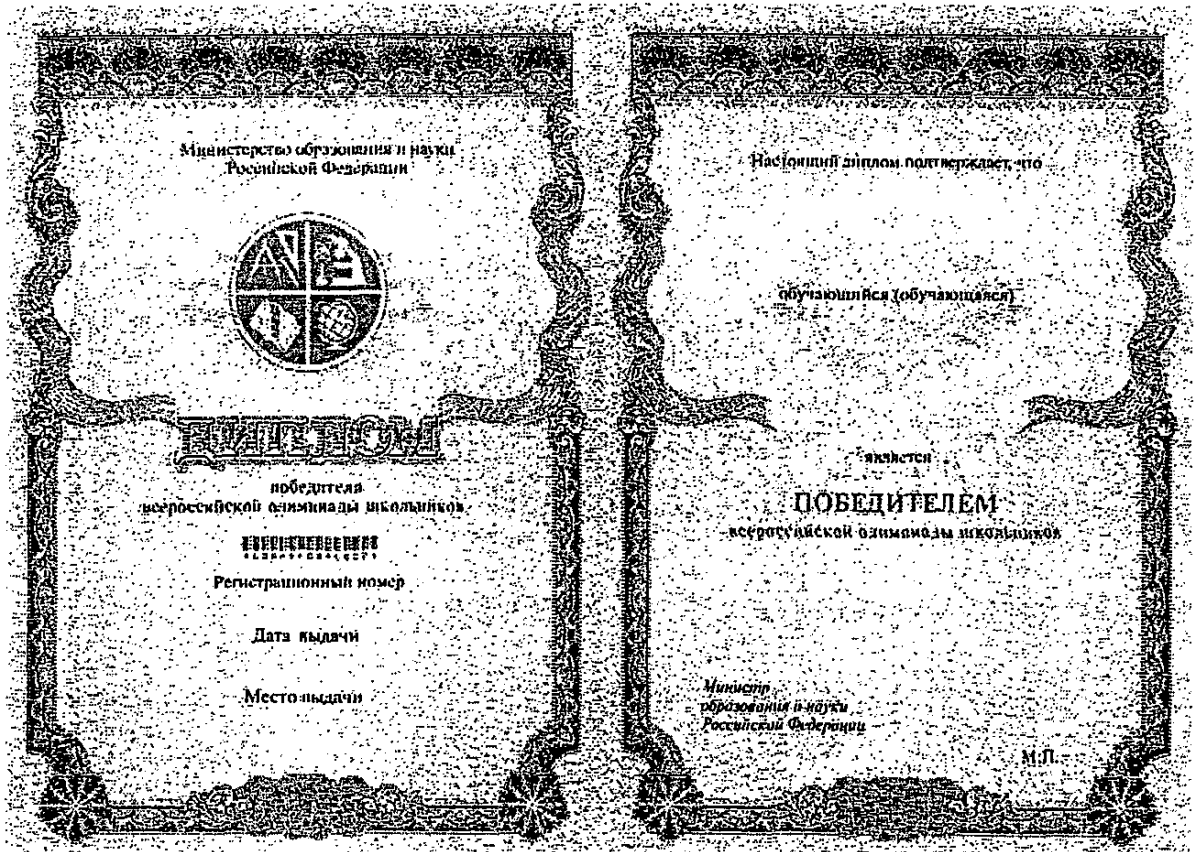 Министерство образования и науки
Российской Федерации
ДИПЛОМ
победителя
всероссийской олимпиады школьников
Регистрационный номер
Дата выдачи
Место выдачи
Настоящий диплом подтверждает, что
обучающийся (обучающаяся)
является
ПОБЕДИТЕЛЕМ
всероссийской олимпиады школьников
Министр
образования и науки
Российской Федерации
М.П.